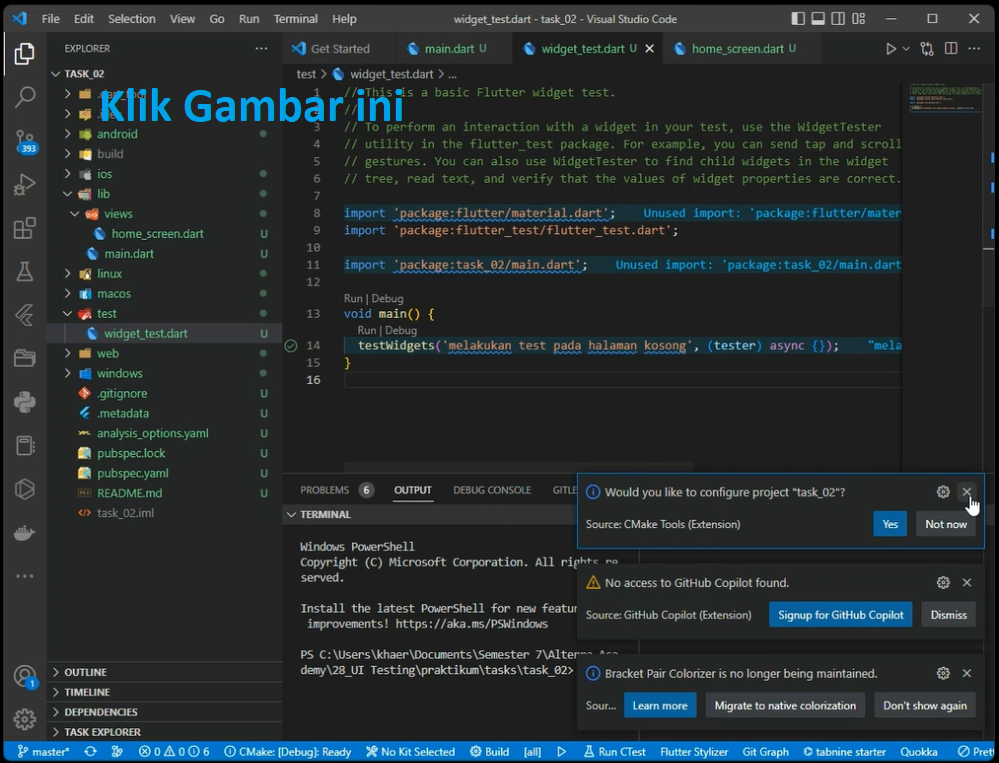 File Edit Selection View Go Run Terminal Help widget_test.dart - task_02 - Visual Studio Code
EXPLORER
Get Started
main.dart U
widget_test.dart U
home_screen.dart U
TASK_02
test > widget_test.dart > ...
Klik Gambar ini
android
build
ios
lib
views
home_screen.dart U
main.dart U
linux
macos
test
widget_test.dart U
web
windows
.gitignore U
.metadata U
analysis_options.yaml U
pubspec.lock U
pubspec.yaml U
README.md U
task_02.iml
OUTLINE
TIMELINE
DEPENDENCIES
TASK EXPLORER
393
1
1 // This is a basic Flutter widget test.
//
3
4 // To perform an interaction with a widget in your test, use the WidgetTester
// utility in the flutter_test package. For example, you can send tap and scroll
5 // gestures. You can also use WidgetTester to find child widgets in the widget
6 // tree, read text, and verify that the values of widget properties are correct.
7
8 import 'package:flutter/material.dart'; Unused import: 'package:flutter/mater
9 import 'package:flutter_test/flutter_test.dart';
10
11 import 'package:task_02/main.dart'; Unused import: 'package:task_02/main.dart
12
Run | Debug
13 void main() {
Run | Debug
14 testWidgets('melakukan test pada halaman kosong', (tester) async {}); "mela
15 }
16
PROBLEMS 6 OUTPUT DEBUG CONSOLE GITLE
TERMINAL
Windows PowerShell
Copyright (C) Microsoft Corporation. All rights re
served.
Install the latest PowerShell for new featur
improvements! https://aka.ms/PSWindows
PS C:\Users\khaer\Documents\Semester 7\Alterra Aca
demy\28_UI Testing\praktikum\tasks\task_02>
Would you like to configure project "task_02"?
Source: CMake Tools (Extension) Yes Not now
No access to GitHub Copilot found.
Source: GitHub Copilot (Extension) Signup for GitHub Copilot Dismiss
Bracket Pair Colorizer is no longer being maintained.
Sour... Learn more Migrate to native colorization Don't show again
master* 0 0 6 CMake: [Debug]: Ready No Kit Selected Build [all] Run CTest Flutter Stylizer Git Graph tabnine starter Quokka Prett